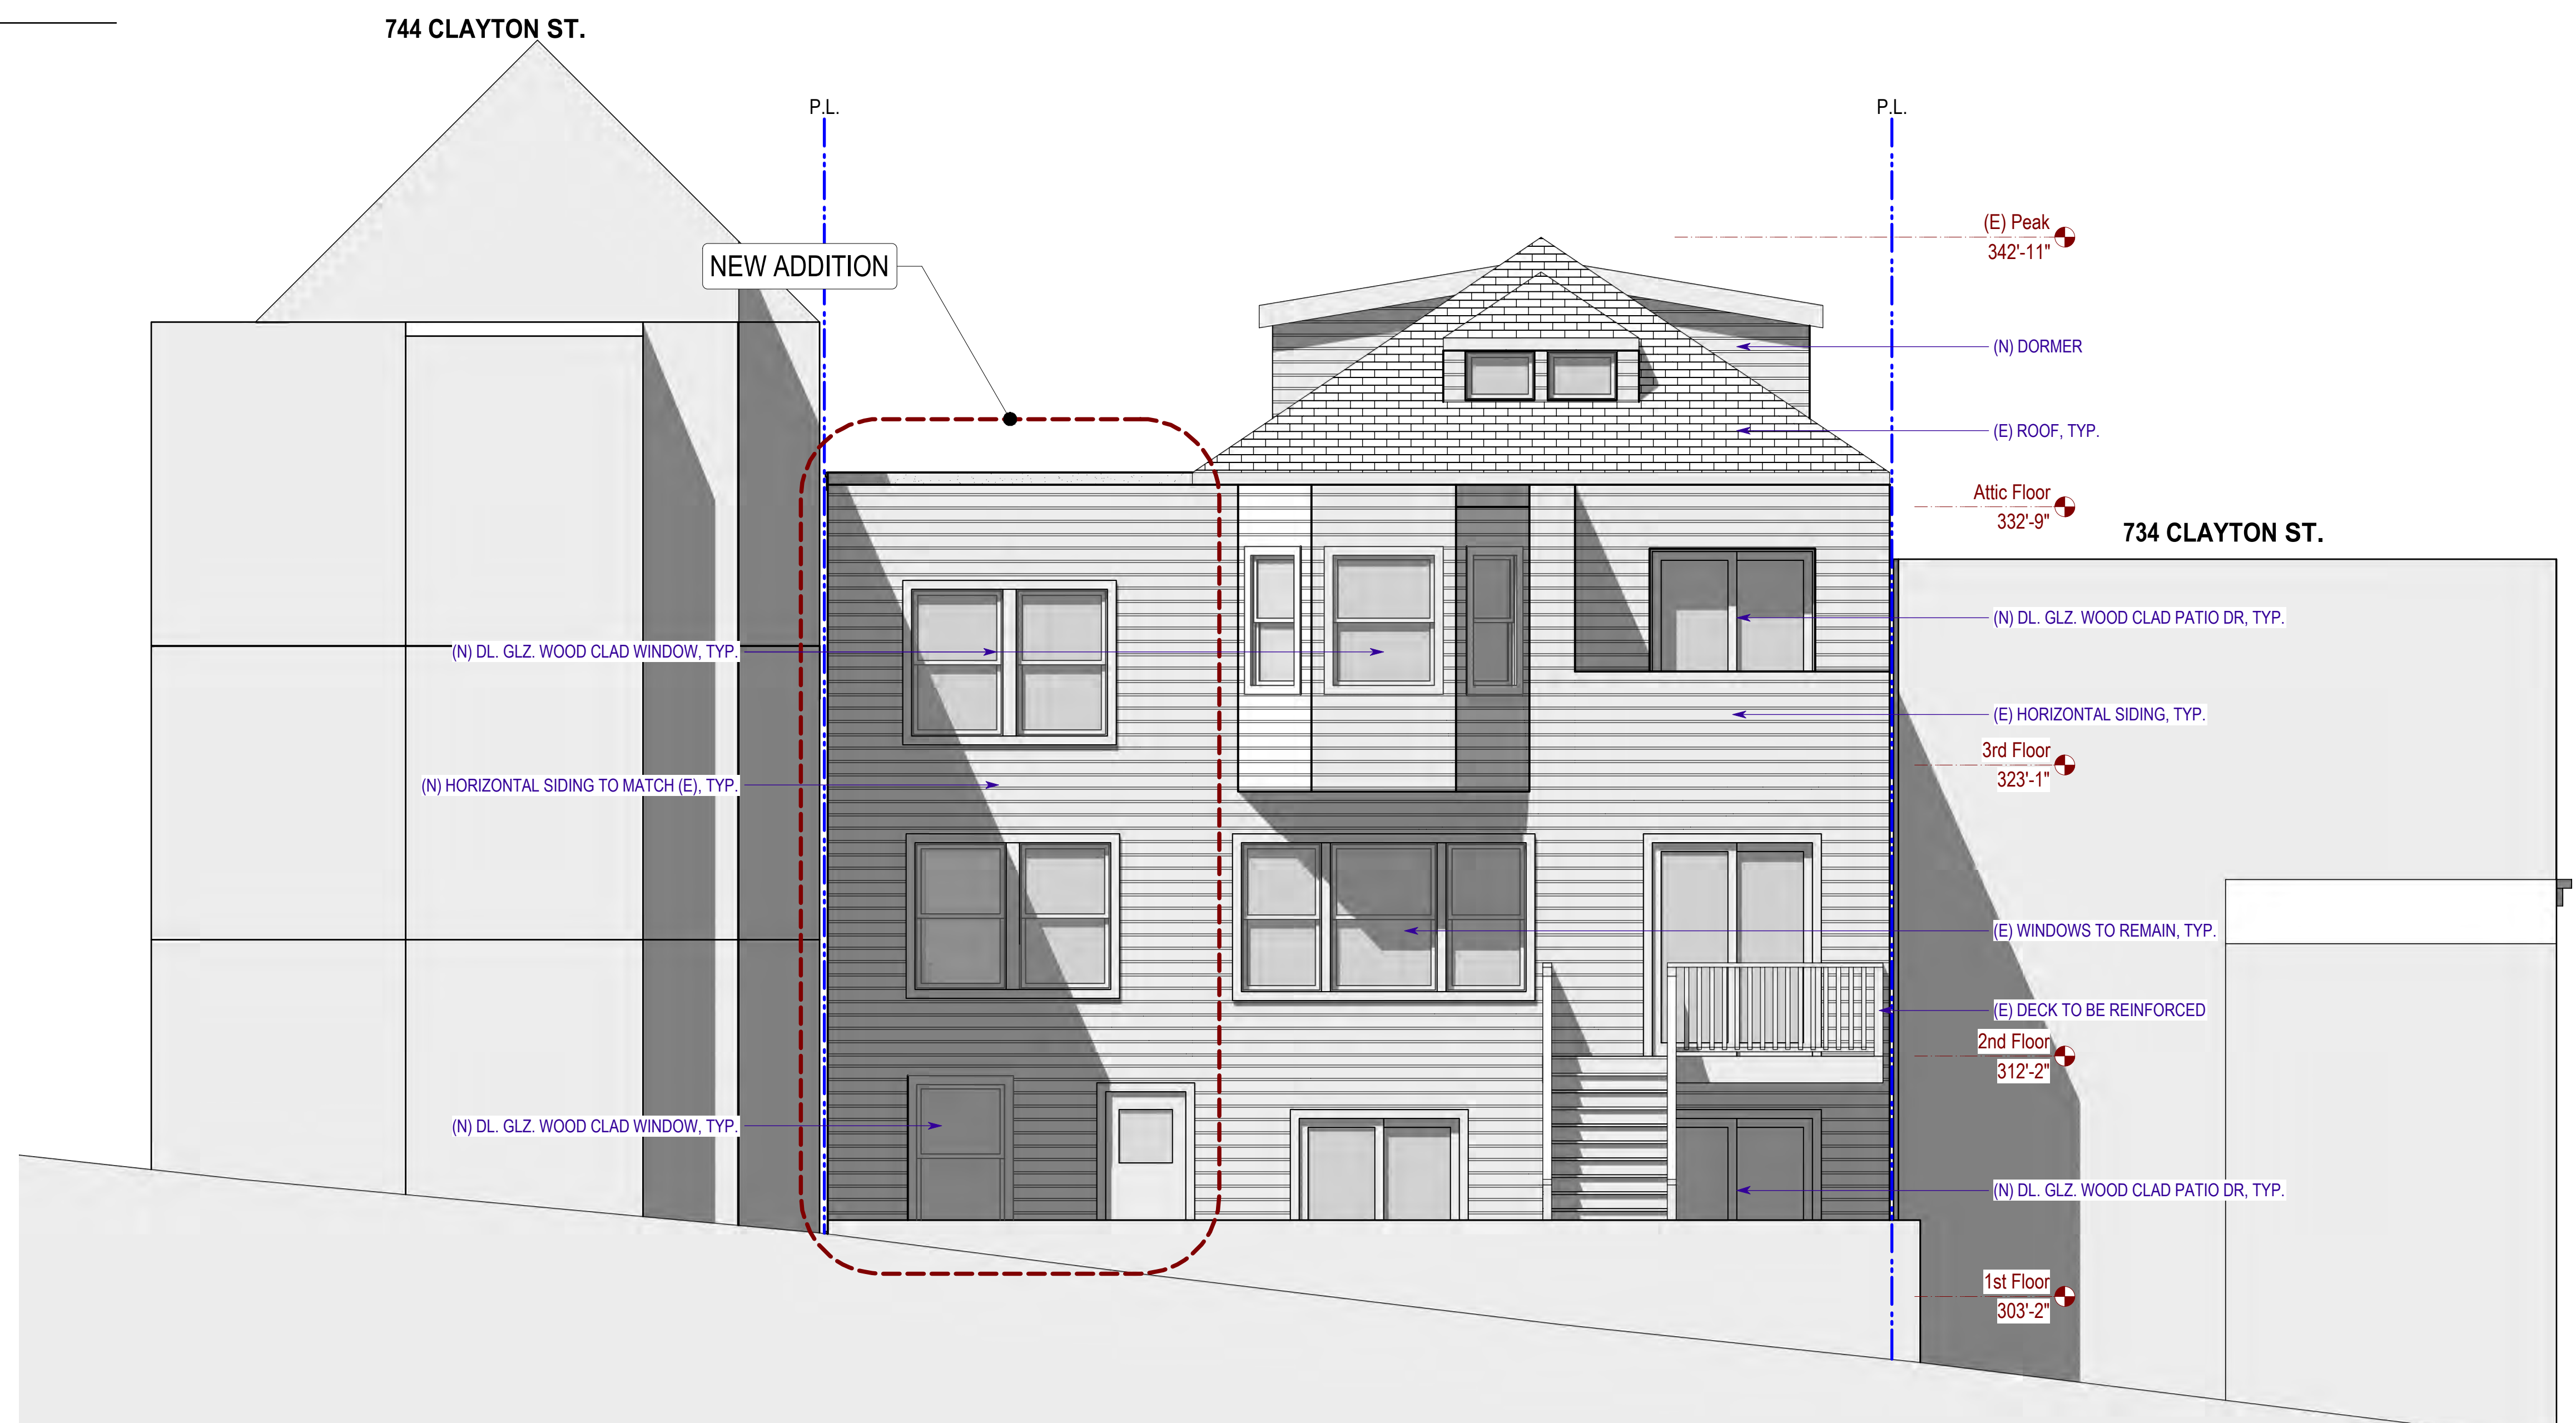 744 CLAYTON ST.
P.L.
P.L.
NEW ADDITION
(E) Peak
342'-11"
(N) DORMER
(E) ROOF, TYP.
Attic Floor
332'-9"
734 CLAYTON ST.
(N) DL. GLZ. WOOD CLAD PATIO DR, TYP.
(N) DL. GLZ. WOOD CLAD WINDOW, TYP.
(E) HORIZONTAL SIDING, TYP.
3rd Floor
323'-1"
(N) HORIZONTAL SIDING TO MATCH (E), TYP.
(E) WINDOWS TO REMAIN, TYP.
(E) DECK TO BE REINFORCED
2nd Floor
312'-2"
(N) DL. GLZ. WOOD CLAD WINDOW, TYP.
(N) DL. GLZ. WOOD CLAD PATIO DR, TYP.
1st Floor
303'-2"